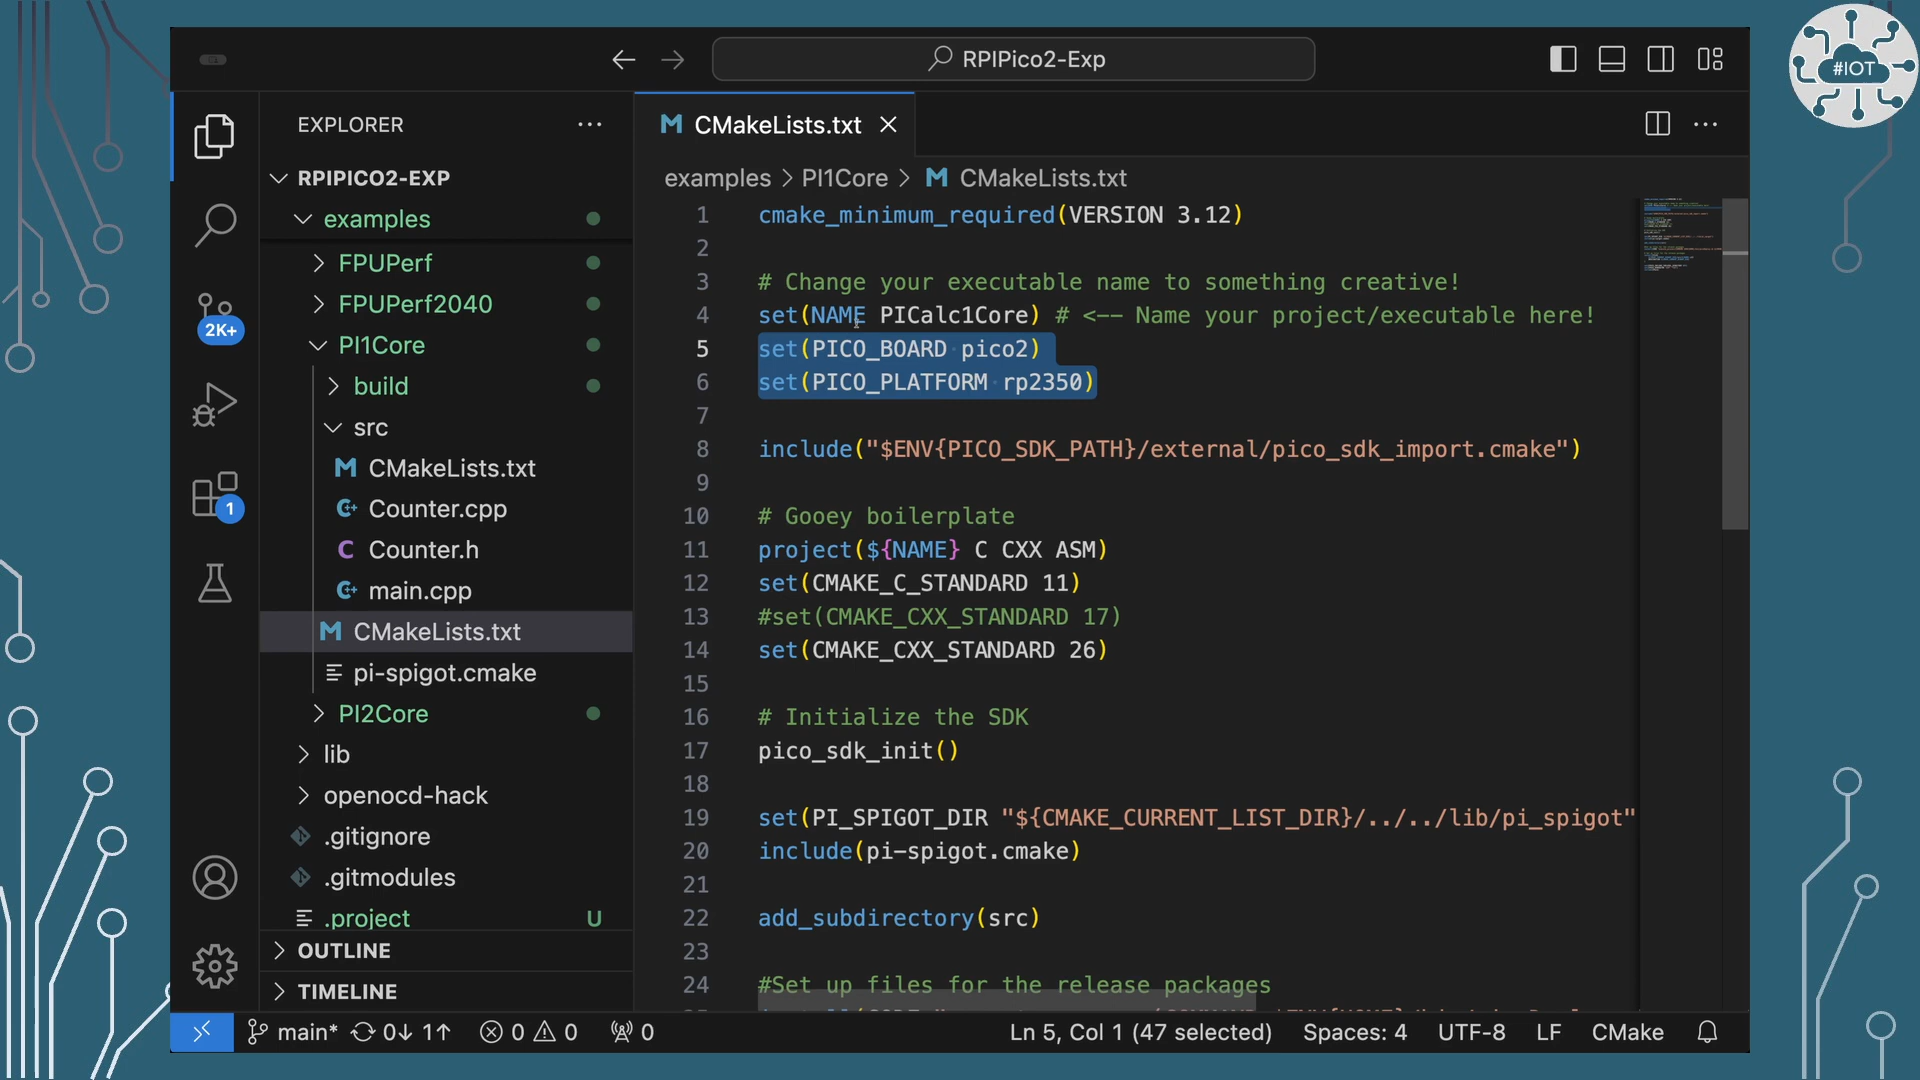 RPIPico2-Exp
#IOT
EXPLORER
RPIPICO2-EXP
examples
FPUPerf
FPUPerf2040
PI1Core
build
src
CMakeLists.txt
Counter.cpp
C Counter.h
main.cpp
CMakeLists.txt
pi-spigot.cmake
PI2Core
lib
openocd-hack
.gitignore
.gitmodules
.project U
OUTLINE
TIMELINE
2K+
1
CMakeLists.txt
examples > PI1Core > CMakeLists.txt
1 cmake_minimum_required(VERSION 3.12)
2
3 # Change your executable name to something creative!
4 set(NAME PICalc1Core) # <-- Name your project/executable here!
5 set(PICO_BOARD pico2)
6 set(PICO_PLATFORM rp2350)
7
8 include("$ENV{PICO_SDK_PATH}/external/pico_sdk_import.cmake")
9
10 # Gooey boilerplate
11 project(${NAME} C CXX ASM)
12 set(CMAKE_C_STANDARD 11)
13 #set(CMAKE_CXX_STANDARD 17)
14 set(CMAKE_CXX_STANDARD 26)
15
16 # Initialize the SDK
17 pico_sdk_init()
18
19 set(PI_SPIGOT_DIR "${CMAKE_CURRENT_LIST_DIR}/../../lib/pi_spigot"
20 include(pi-spigot.cmake)
21
22 add_subdirectory(src)
23
24 #Set up files for the release packages
main* 0↓ 1↑ 0 0 0 Ln 5, Col 1 (47 selected) Spaces: 4 UTF-8 LF CMake